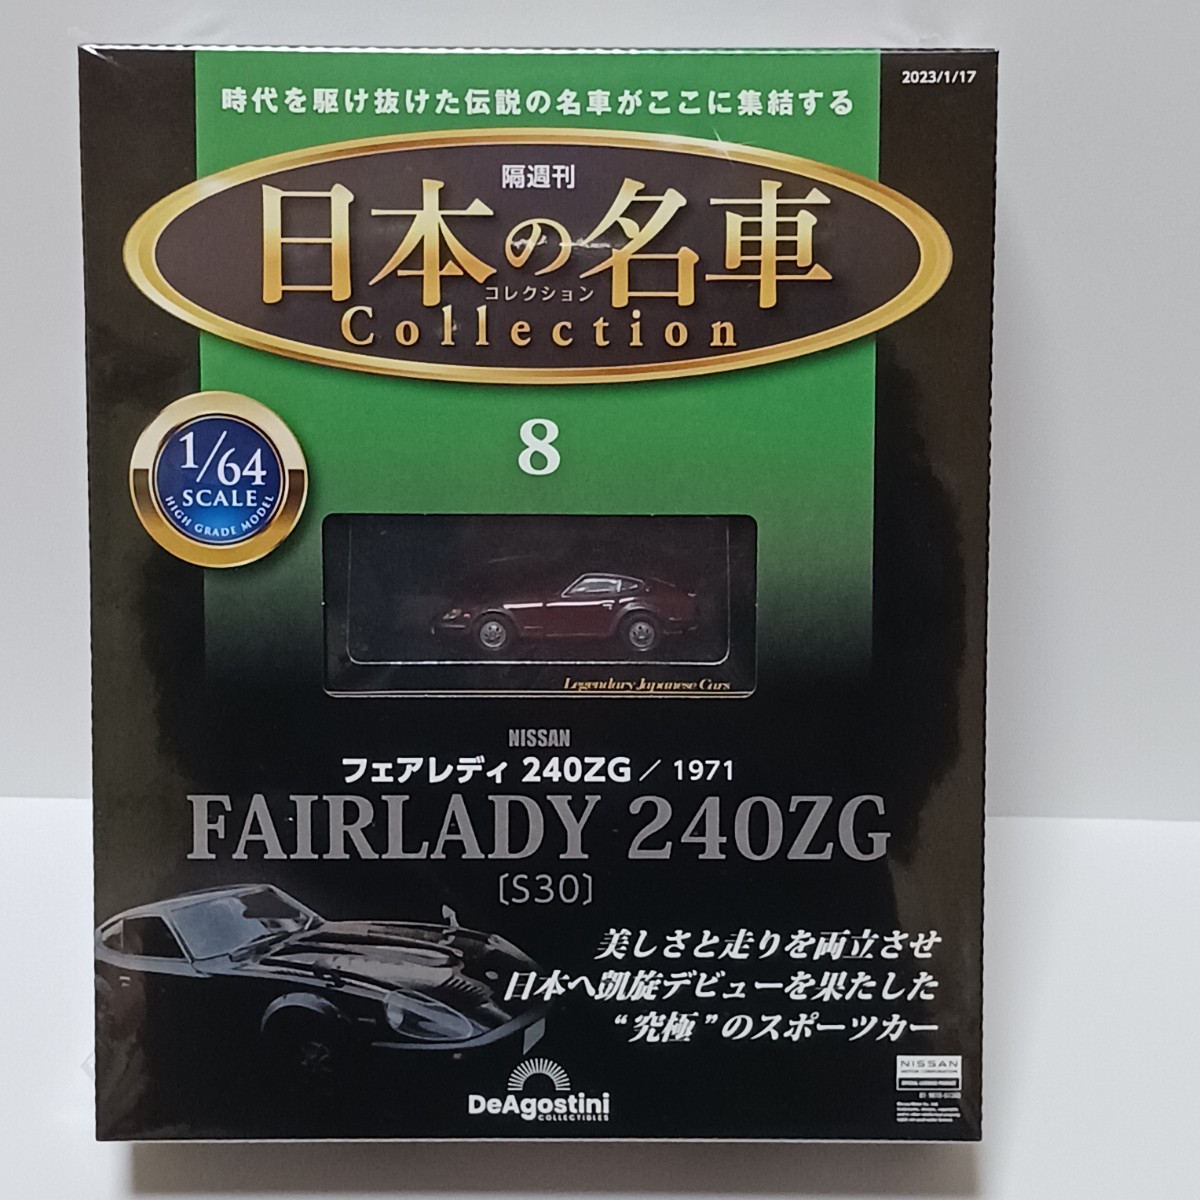 2023/1/17
時代を駆け抜けた伝説の名車がここに集結する
隔週刊
日本の名車
コレクション
Collection
8
1/64
SCALE
HIGH GRADE MODEL
Legendary Japanese Cars
NISSAN
フェアレディ 240ZG / 1971
FAIRLADY 240ZG
[S30]
美しさと走りを両立させ
日本へ凱旋デビューを果たした
“究極”のスポーツカー
NISSAN
MOTOR CORPORATION
DeAgostini
COLLECTIBLES